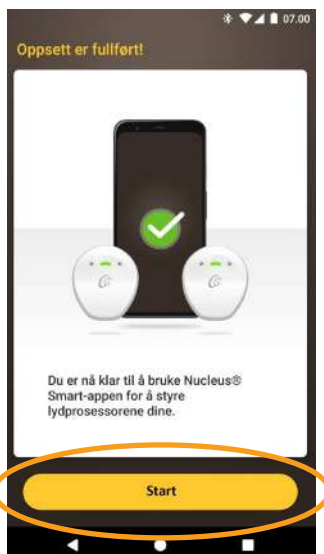 07.00
Oppsett er fullført!
Du er nå klar til å bruke Nucleus®
Smart-appen for å styre
lydprosessorene dine.
Start